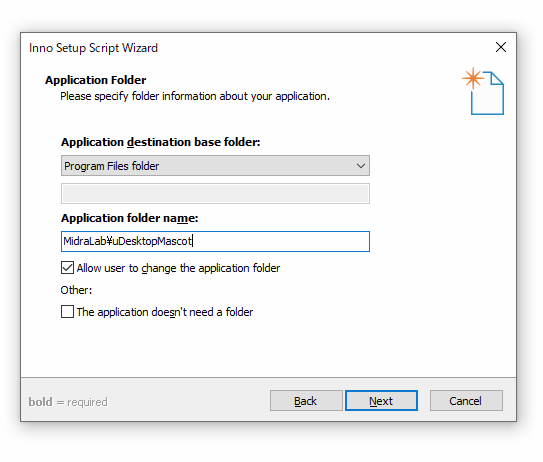 Inno Setup Script Wizard
Application Folder
Please specify folder information about your application.
Application destination base folder:
Program Files folder
Application folder name:
MidraLab¥uDesktopMascot
Allow user to change the application folder
Other:
The application doesn't need a folder
bold = required
Back
Next
Cancel